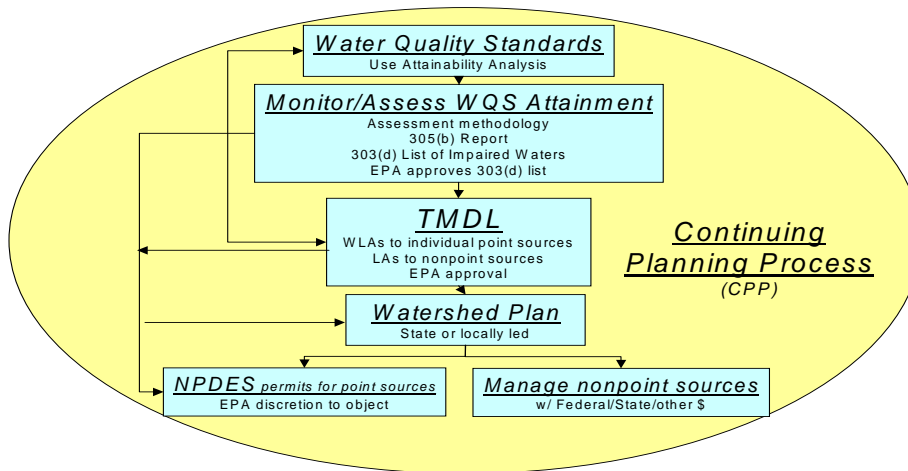 Water Quality Standards
Use Attainability Analysis
Monitor/Assess WQS Attainment
Assessment methodology
305(b) Report
303(d) List of Impaired Waters
EPA approves 303(d) list
TMDL
WLAs to individual point sources
LAs to nonpoint sources
EPA approval
Continuing
Planning Process
(CPP)
Watershed Plan
State or locally led
NPDES permits for point sources
EPA discretion to object
Manage nonpoint sources
w/ Federal/State/other $